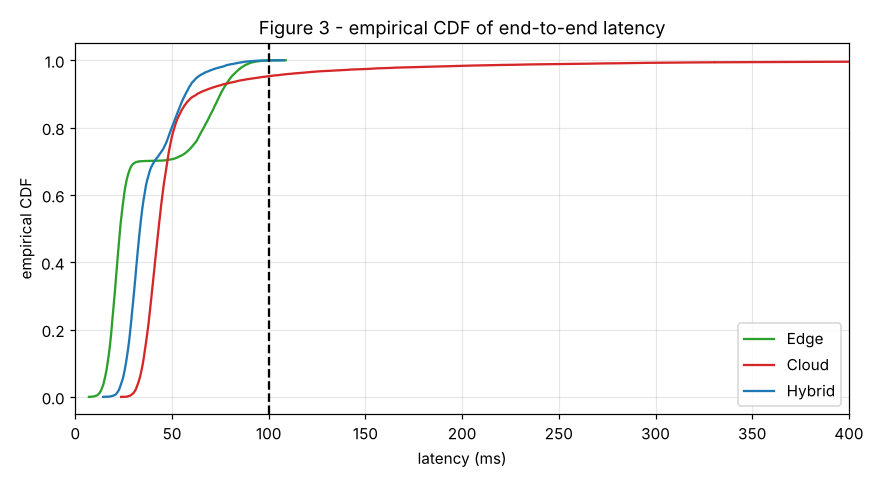 Figure 3 - empirical CDF of end-to-end latency
1.0
0.8
0.6
0.4
0.2
0.0
empirical CDF
0 50 100 150 200 250 300 350 400
latency (ms)
Edge
Cloud
Hybrid